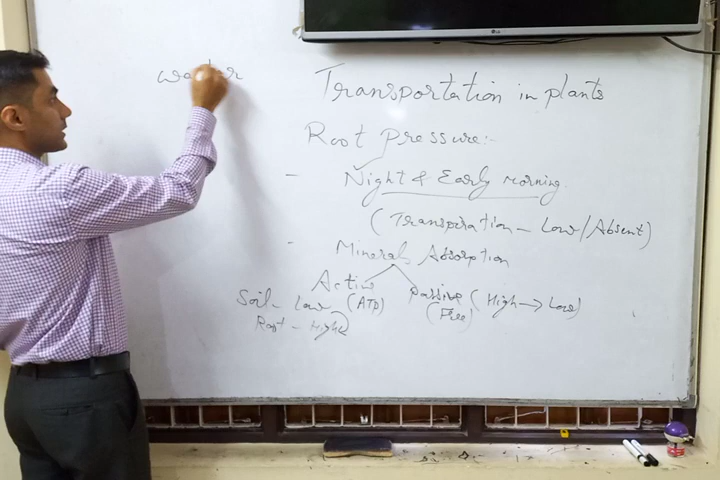 LG
water
Transportation in plants
Root Pressure:-
- Night & Early Morning
(Transpiration - Low/Absent)
- Minerals Absorption
Active Passive (High → Low)
Soil - Low (ATP) (Free)
Root - High